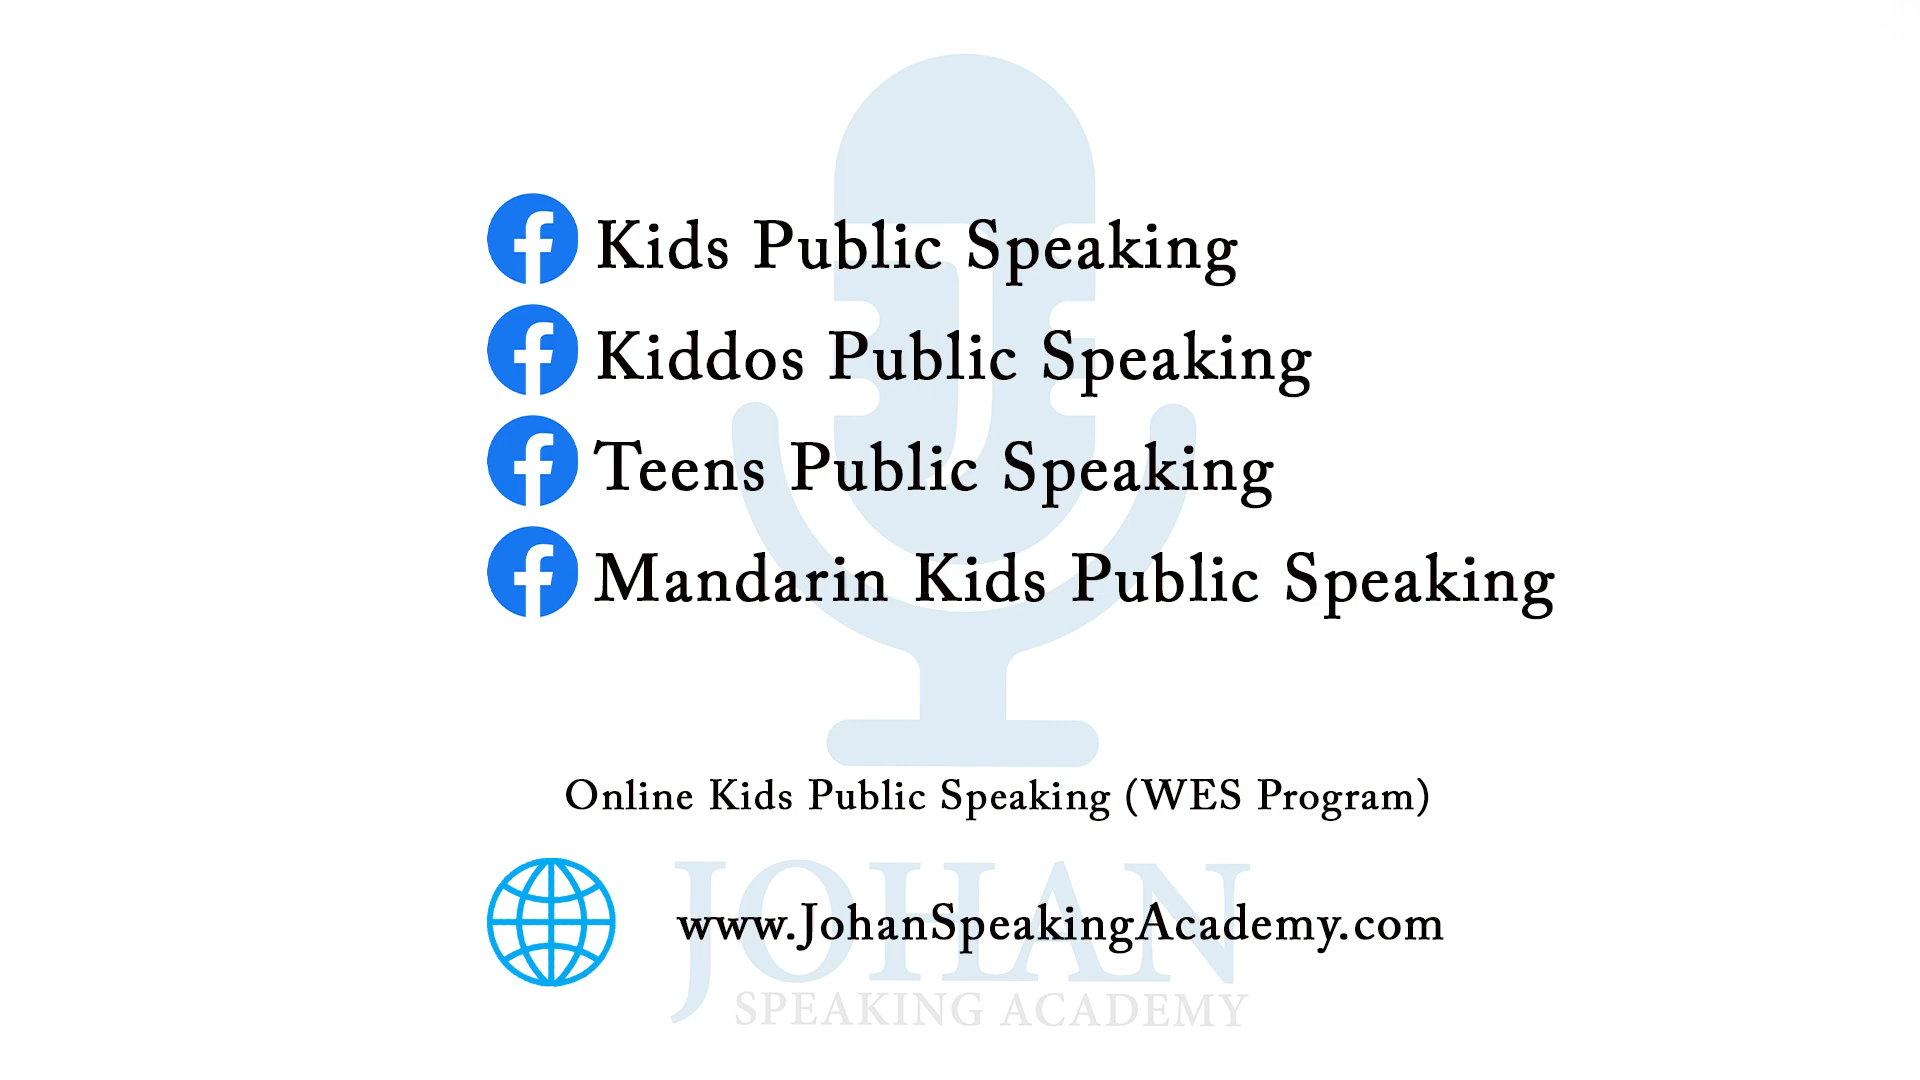 Kids Public Speaking
Kiddos Public Speaking
Teens Public Speaking
Mandarin Kids Public Speaking
Online Kids Public Speaking (WES Program)
www.JohanSpeakingAcademy.com
JOHAN
SPEAKING ACADEMY